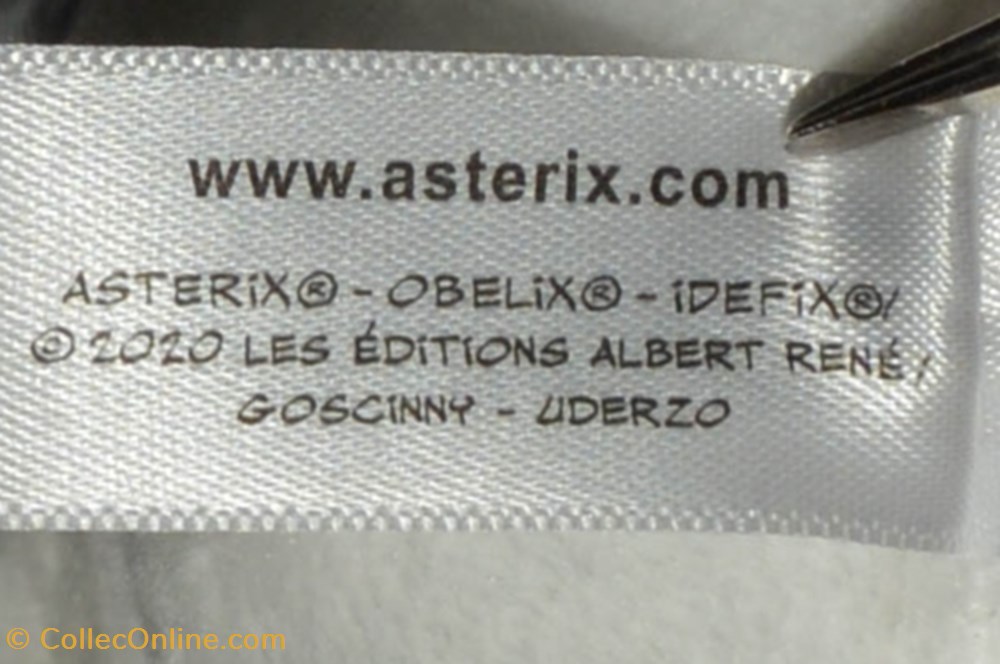 www.asterix.com
ASTERiX® - OBELiX® - iDEFiX®/
© 2020 LES ÉDiTiONS ALBERT RENÉ /
GOSCiNNY - UDERZO
© CollecOnline.com